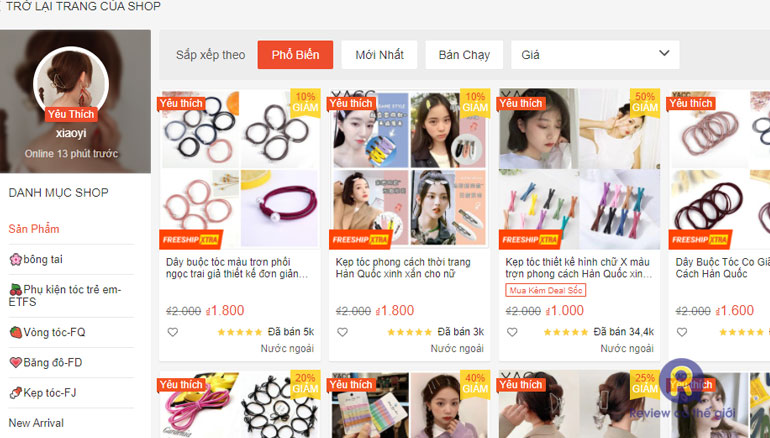 TRỞ LẠI TRANG CỦA SHOP
Yêu Thích
xiaoyi
Online 13 phút trước
DANH MỤC SHOP
Sản Phẩm
bông tai
Phụ kiện tóc trẻ em-
ETFS
Vòng tóc-FQ
Băng đô-FD
Kẹp tóc-FJ
New Arrival
Sắp xếp theo
Phổ Biến
Mới Nhất
Bán Chạy
Giá
Yêu thích
10%
GIẢM
FREESHIP XTRA
Dây buộc tóc màu trơn phối
ngọc trai giả thiết kế đơn giản...
₫2.000 ₫1.800
Đã bán 5k
Nước ngoài
Yêu thích
10%
GIẢM
FREESHIP XTRA
Kẹp tóc phong cách thời trang
Hàn Quốc xinh xắn cho nữ
₫2.000 ₫1.800
Đã bán 3k
Nước ngoài
Yêu thích
50%
GIẢM
FREESHIP XTRA
Kẹp tóc thiết kế hình chữ X màu
trơn phong cách Hàn Quốc xin...
Mua Kèm Deal Sốc
₫2.000 ₫1.000
Đã bán 34,4k
Nước ngoài
Yêu thích
FREESHIP XTRA
Dây Buộc Tóc Co Giã
Cách Hàn Quốc
₫2.000 ₫1.600
Yêu thích
20%
GIẢM
Yêu thích
40%
GIẢM
Yêu thích
25%
GIẢM
Yêu thích
Review cả thế giới